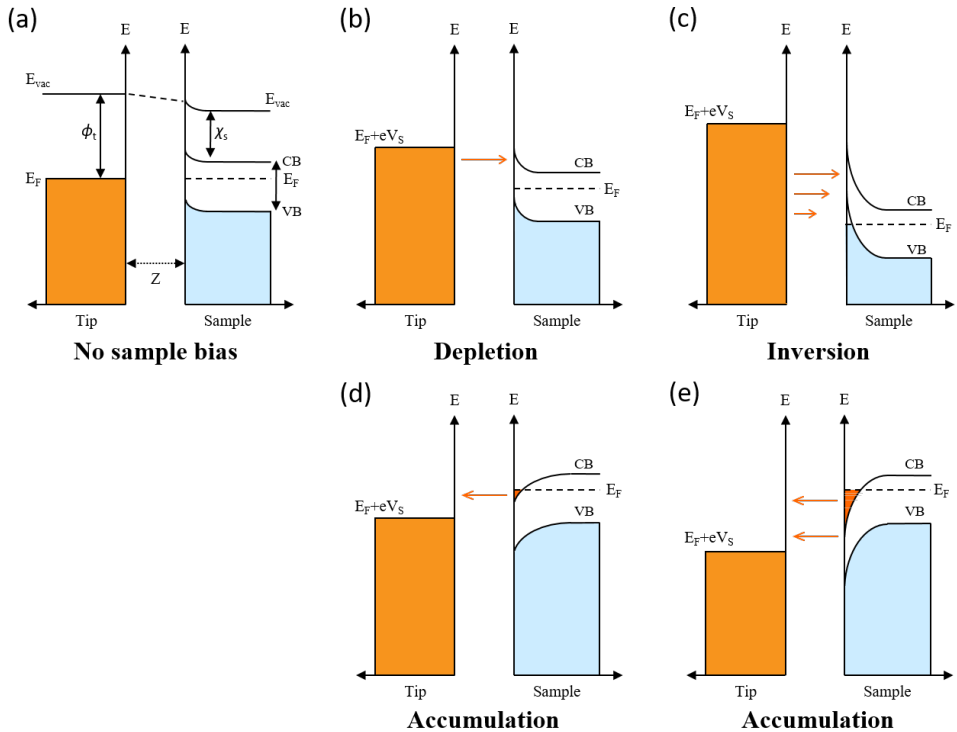 (a)
E
E
E_vac
E_vac
ϕ_t
χ_s
CB
E_F
E_F
VB
Z
Tip
Sample
No sample bias
(b)
E
E
E_F+eV_S
CB
E_F
VB
Tip
Sample
Depletion
(c)
E
E
E_F+eV_S
CB
E_F
VB
Tip
Sample
Inversion
(d)
E
E
CB
E_F
E_F+eV_S
VB
Tip
Sample
Accumulation
(e)
E
E
CB
E_F
VB
E_F+eV_S
Tip
Sample
Accumulation